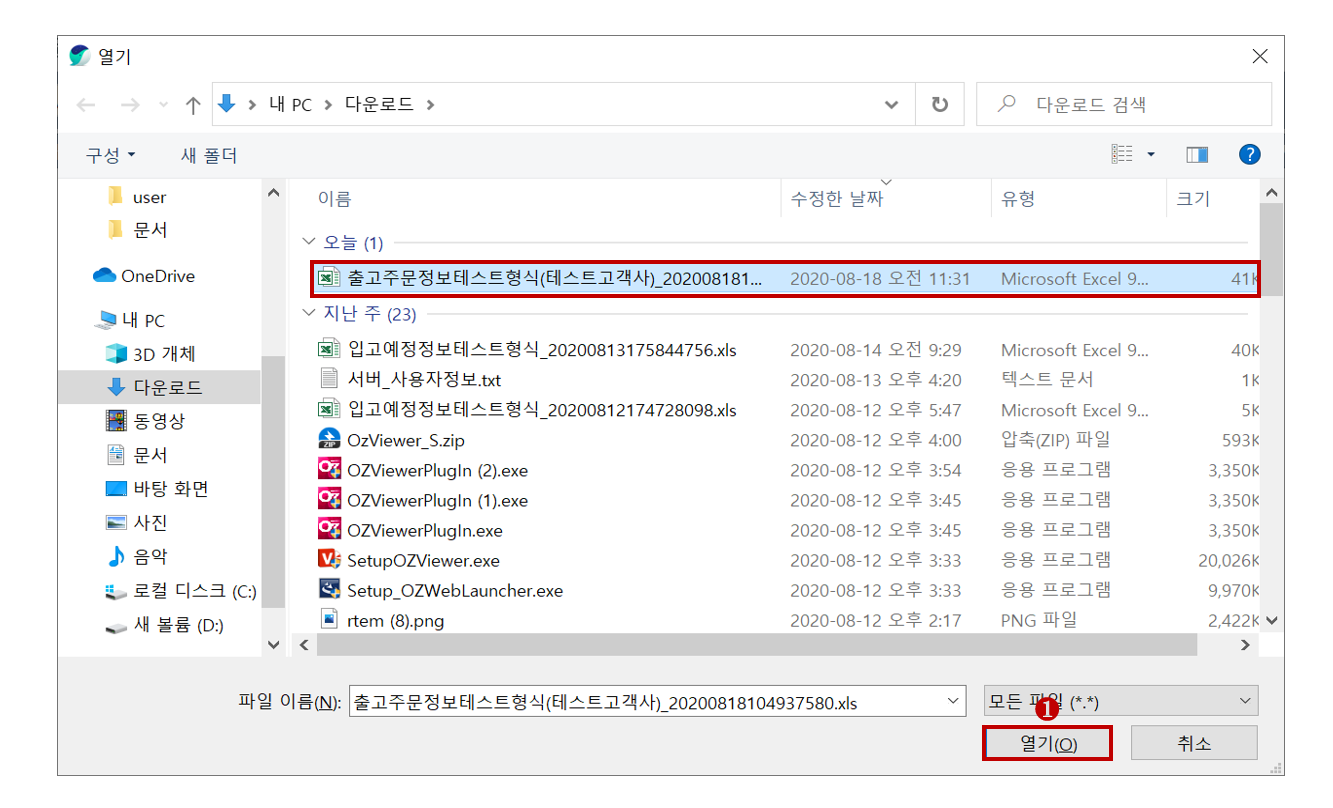 열기
내 PC > 다운로드 >
다운로드 검색
구성
새 폴더
user
문서
OneDrive
내 PC
3D 개체
다운로드
동영상
문서
바탕 화면
사진
음악
로컬 디스크 (C:)
새 볼륨 (D:)
이름 수정한 날짜 유형 크기
오늘 (1)
출고주문정보테스트형식(테스트고객사)_202008181... 2020-08-18 오전 11:31 Microsoft Excel 9... 41K
지난 주 (23)
입고예정정보테스트형식_20200813175844756.xls 2020-08-14 오전 9:29 Microsoft Excel 9... 40K
서버_사용자정보.txt 2020-08-13 오후 4:20 텍스트 문서 1K
입고예정정보테스트형식_20200812174728098.xls 2020-08-12 오후 5:47 Microsoft Excel 9... 5K
OzViewer_S.zip 2020-08-12 오후 4:00 압축(ZIP) 파일 593K
OZViewerPlugIn (2).exe 2020-08-12 오후 3:54 응용 프로그램 3,350K
OZViewerPlugIn (1).exe 2020-08-12 오후 3:45 응용 프로그램 3,350K
OZViewerPlugIn.exe 2020-08-12 오후 3:45 응용 프로그램 3,350K
SetupOZViewer.exe 2020-08-12 오후 3:33 응용 프로그램 20,026K
Setup_OZWebLauncher.exe 2020-08-12 오후 3:33 응용 프로그램 9,970K
rtem (8).png 2020-08-12 오후 2:17 PNG 파일 2,422K
파일 이름(N): 출고주문정보테스트형식(테스트고객사)_20200818104937580.xls
모든 파일 (*.*)
1
열기(O) 취소